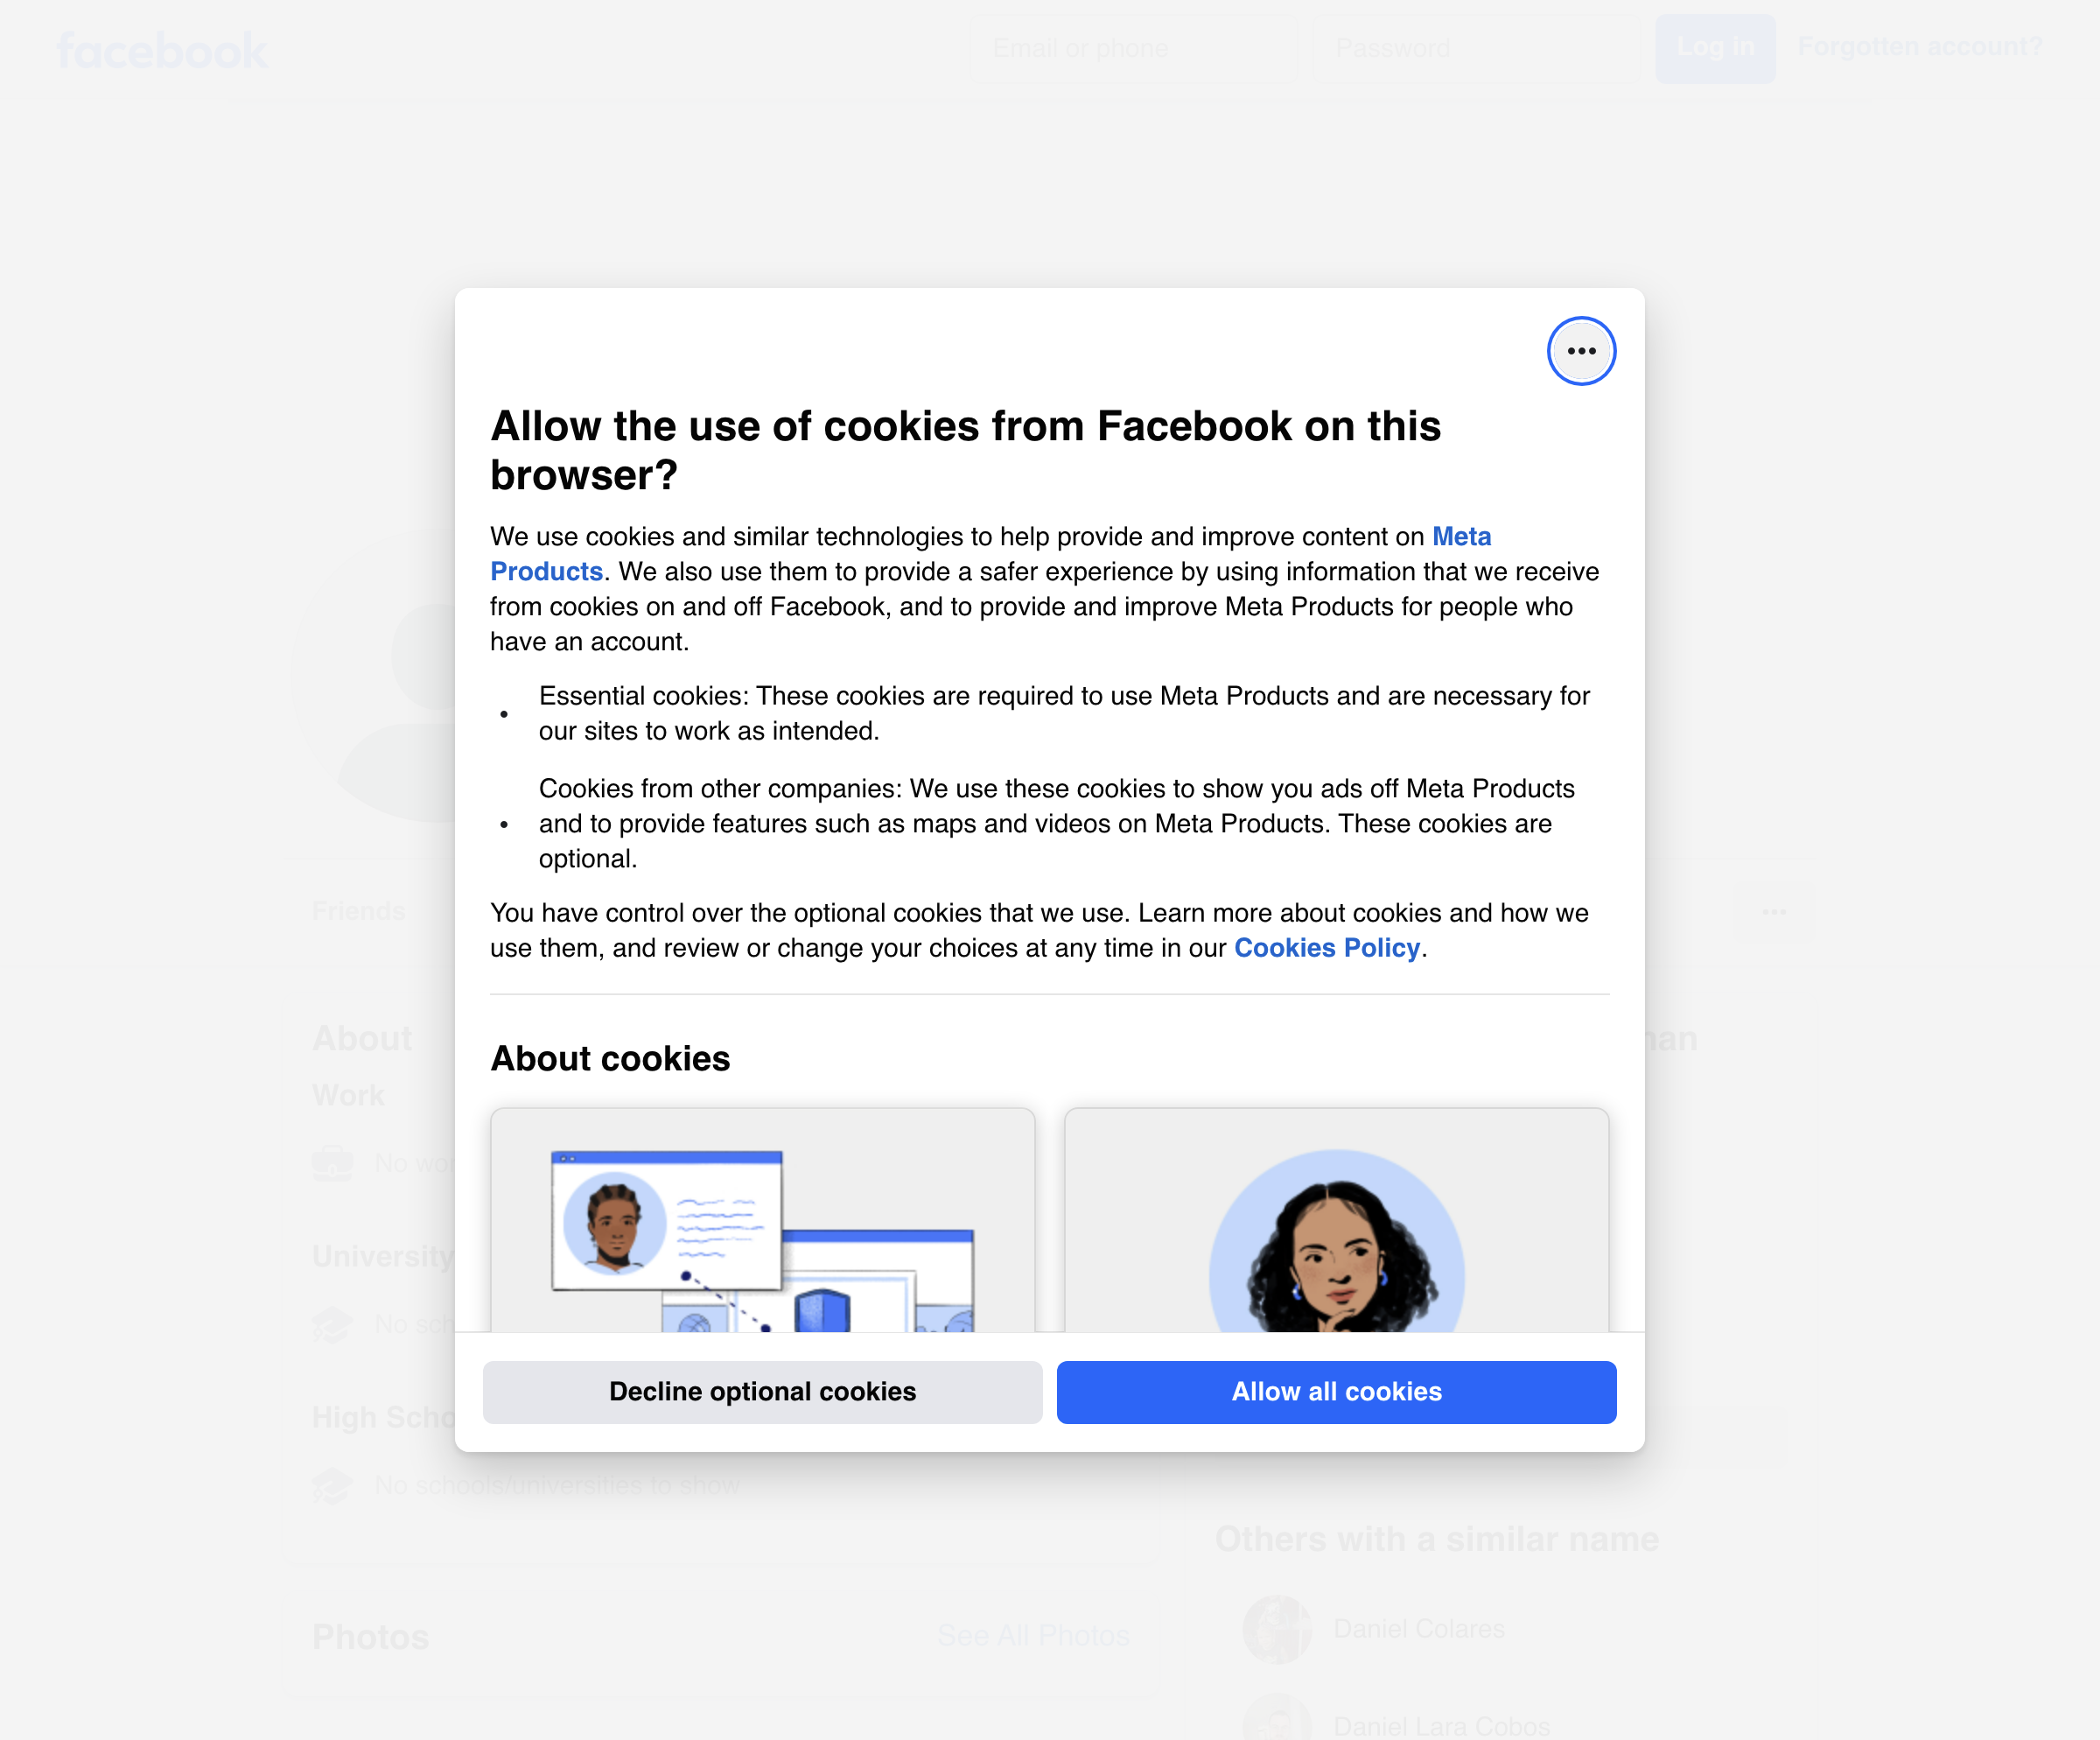 facebook
Email or phone
Password
Log in
Forgotten account?
Allow the use of cookies from Facebook on this
browser?
We use cookies and similar technologies to help provide and improve content on Meta
Products. We also use them to provide a safer experience by using information that we receive
from cookies on and off Facebook, and to provide and improve Meta Products for people who
have an account.
• Essential cookies: These cookies are required to use Meta Products and are necessary for
our sites to work as intended.
• Cookies from other companies: We use these cookies to show you ads off Meta Products
and to provide features such as maps and videos on Meta Products. These cookies are
optional.
You have control over the optional cookies that we use. Learn more about cookies and how we
use them, and review or change your choices at any time in our Cookies Policy.
About cookies
Decline optional cookies
Allow all cookies
Friends
About
Work
No
University
No
High
No schools/universities to show
Photos
See All Photos
Others with a similar name
Daniel Colares
Daniel Lara Cobos